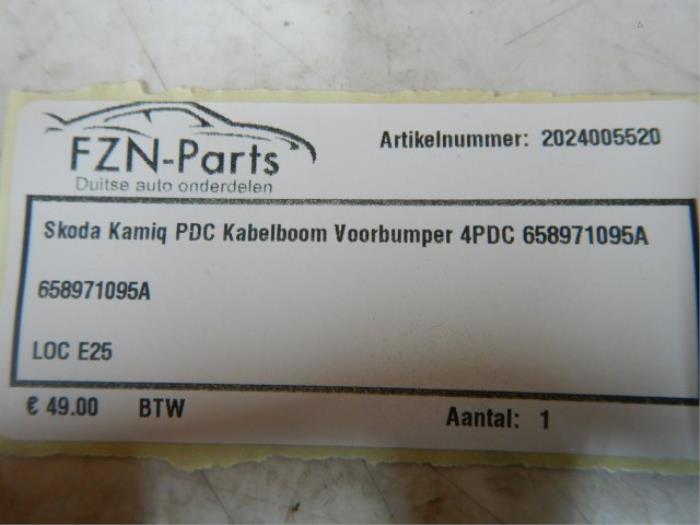 FZN-Parts
Duitse auto onderdelen
Artikelnummer: 2024005520
Skoda Kamiq PDC Kabelboom Voorbumper 4PDC 658971095A
658971095A
LOC E25
€ 49.00 BTW Aantal: 1